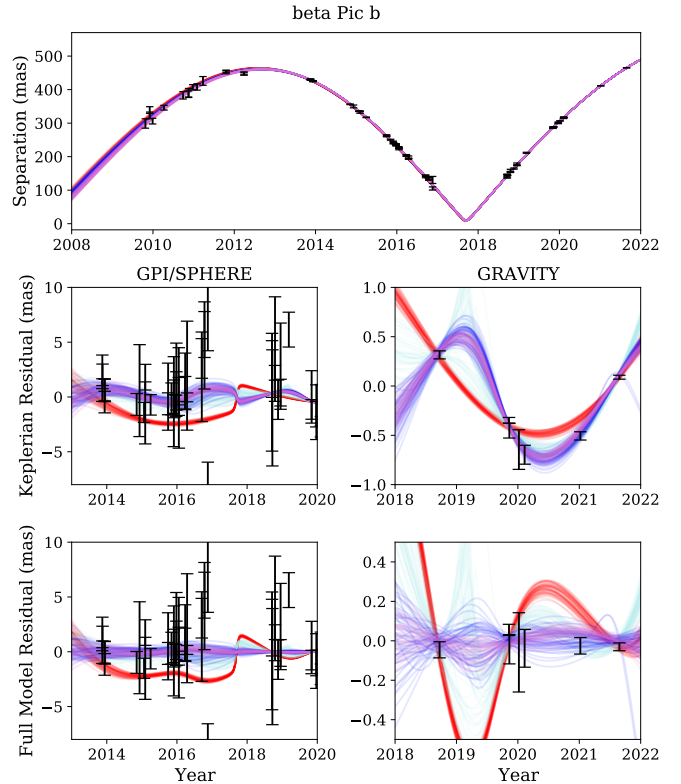 beta Pic b
Separation (mas)
500
400
300
200
100
0
2008 2010 2012 2014 2016 2018 2020 2022
GPI/SPHERE GRAVITY
Keplerian Residual (mas)
10
5
0
−5
2014 2016 2018 2020
1.0
0.5
0.0
−0.5
−1.0
2018 2019 2020 2021 2022
Full Model Residual (mas)
10
5
0
−5
2014 2016 2018 2020
Year
0.4
0.2
0.0
−0.2
−0.4
2018 2019 2020 2021 2022
Year